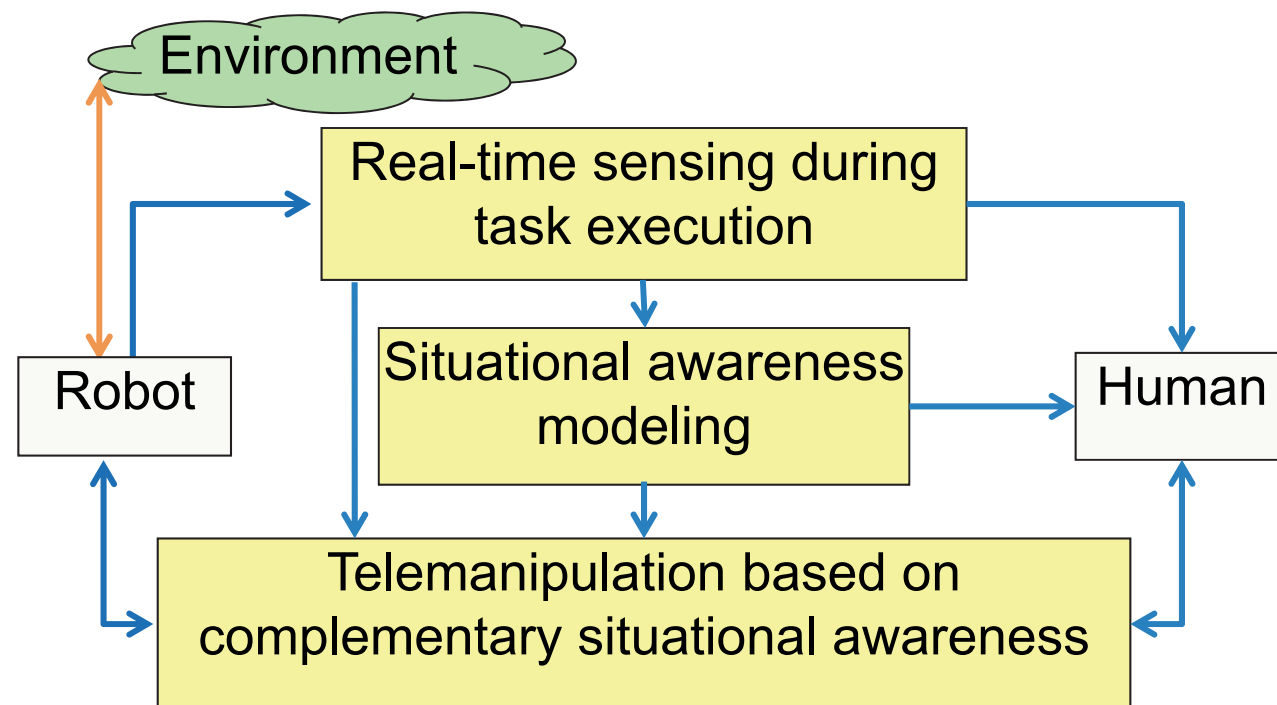 Environment
Real-time sensing during
task execution
Situational awareness
modeling
Robot
Human
Telemanipulation based on
complementary situational awareness